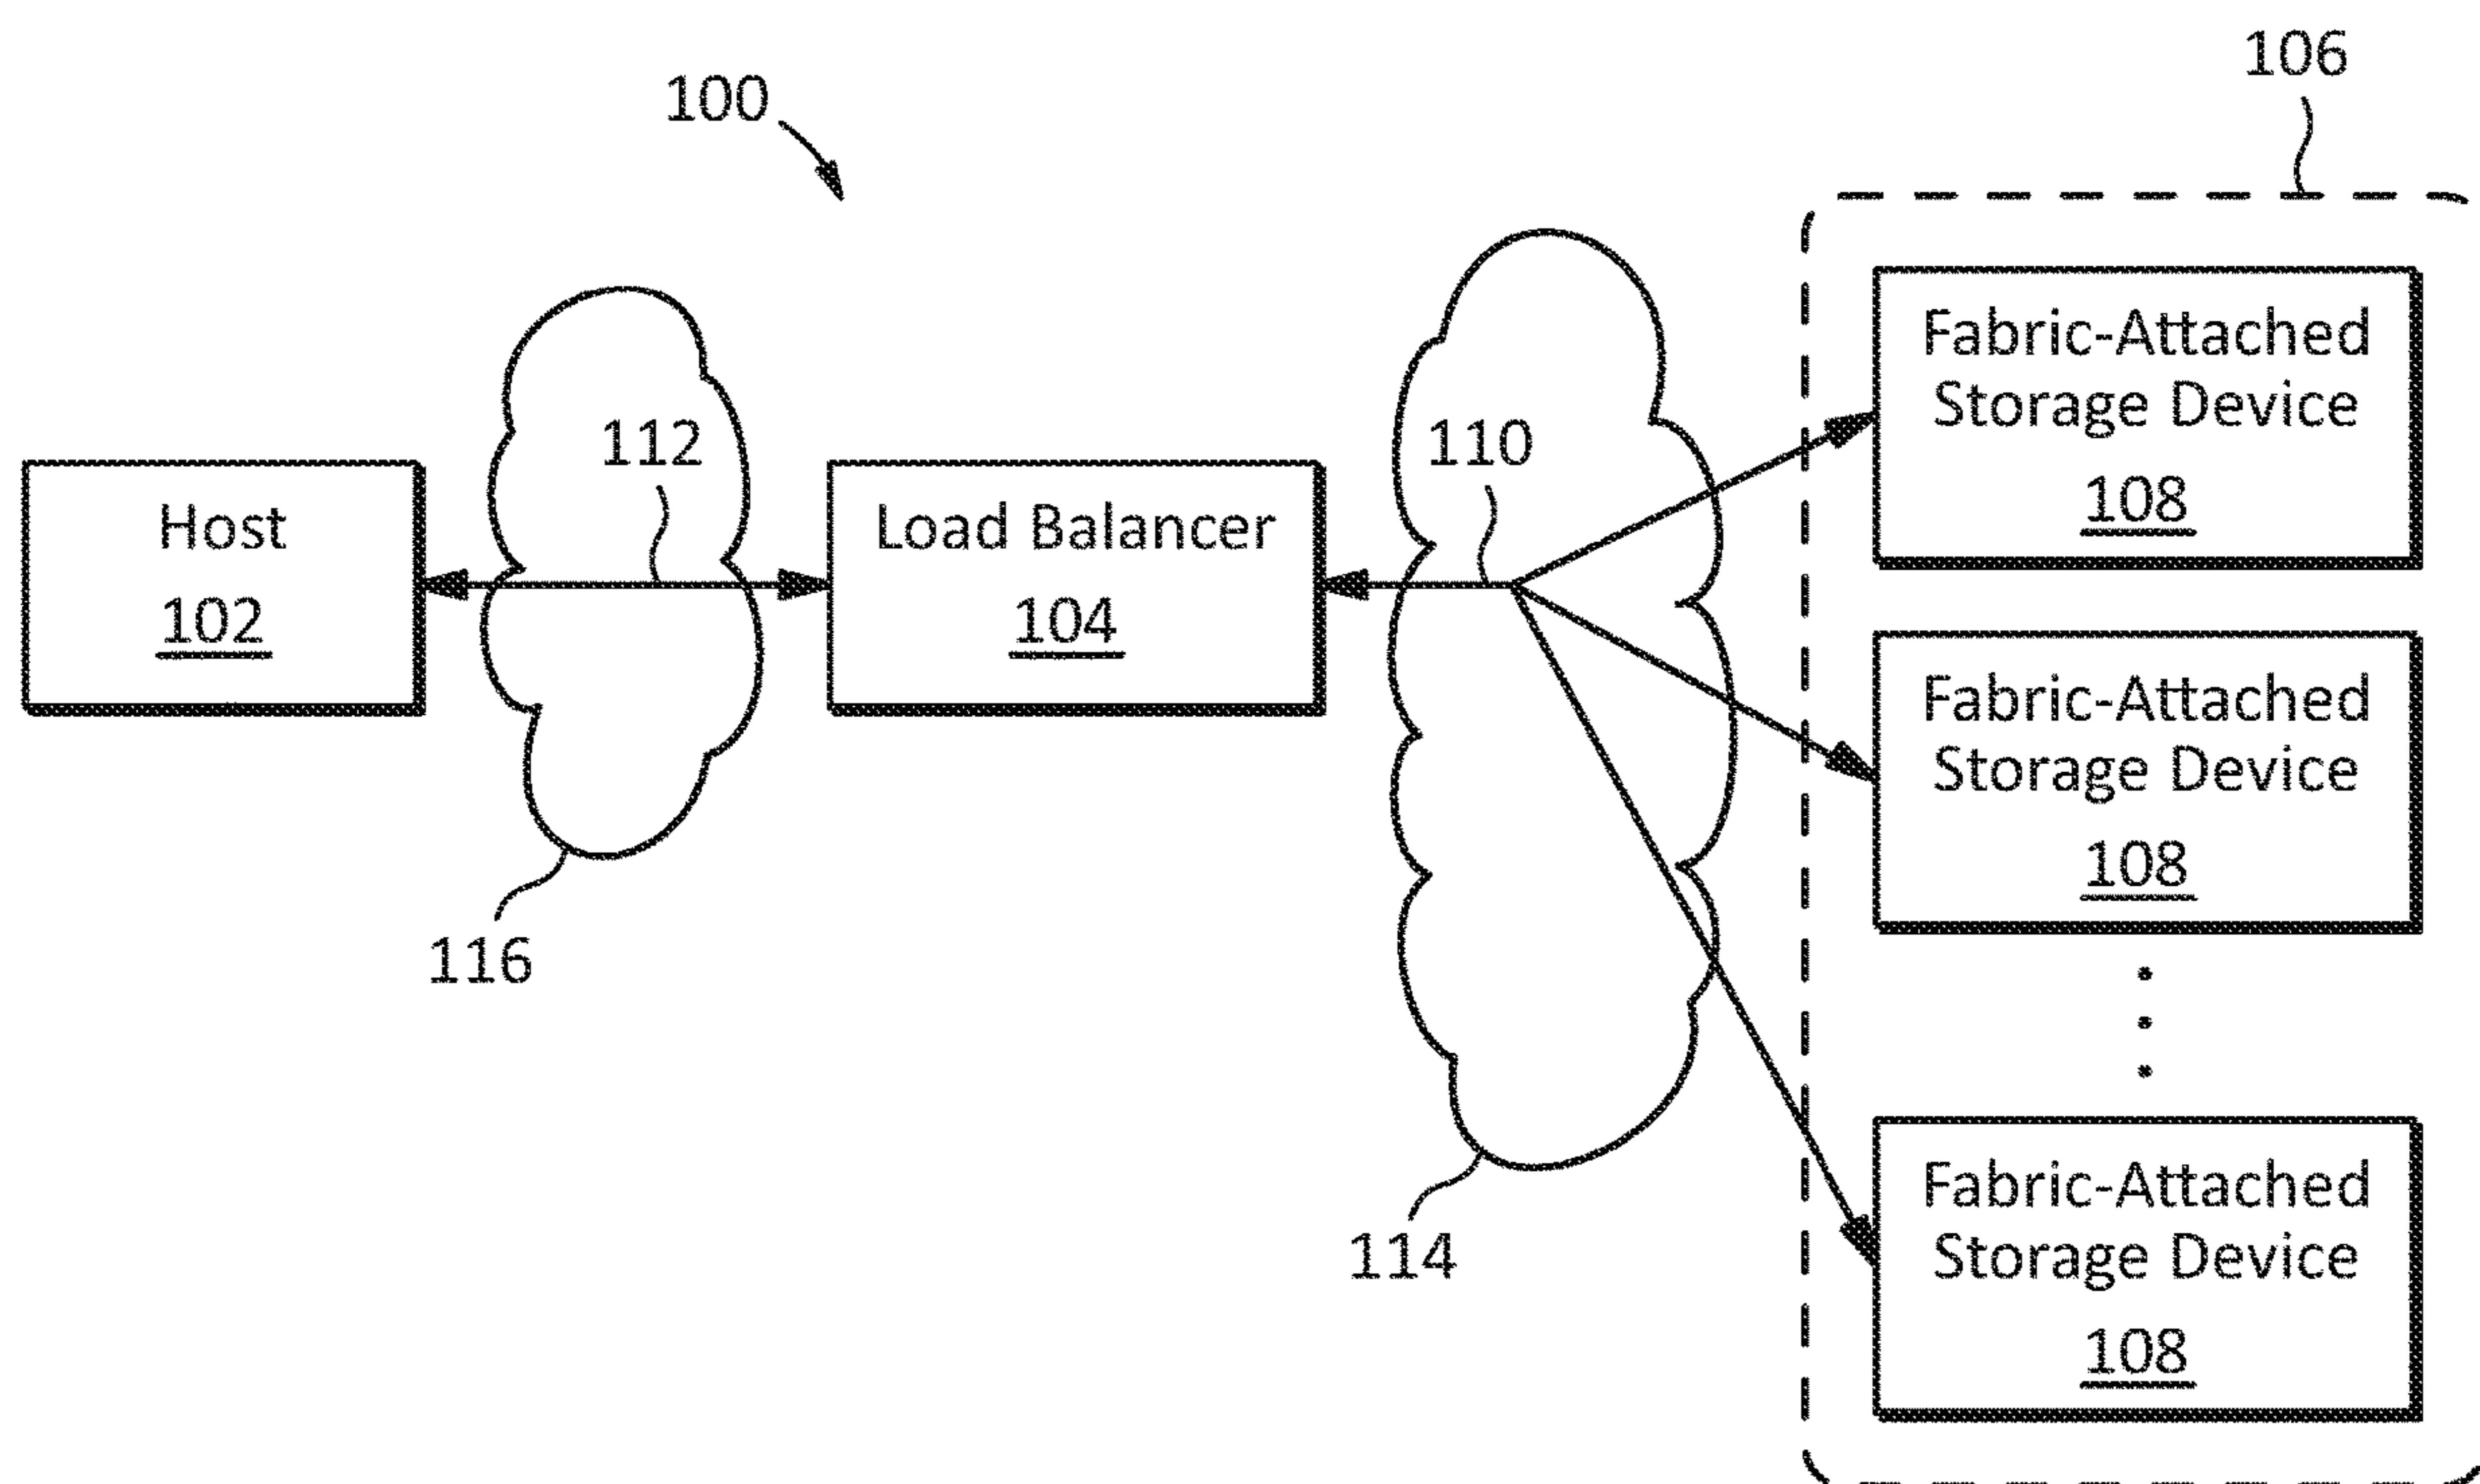 106
100
Fabric-Attached
Storage Device
108
112
110
Host
102
Load Balancer
104
Fabric-Attached
Storage Device
108
116
114
Fabric-Attached
Storage Device
108